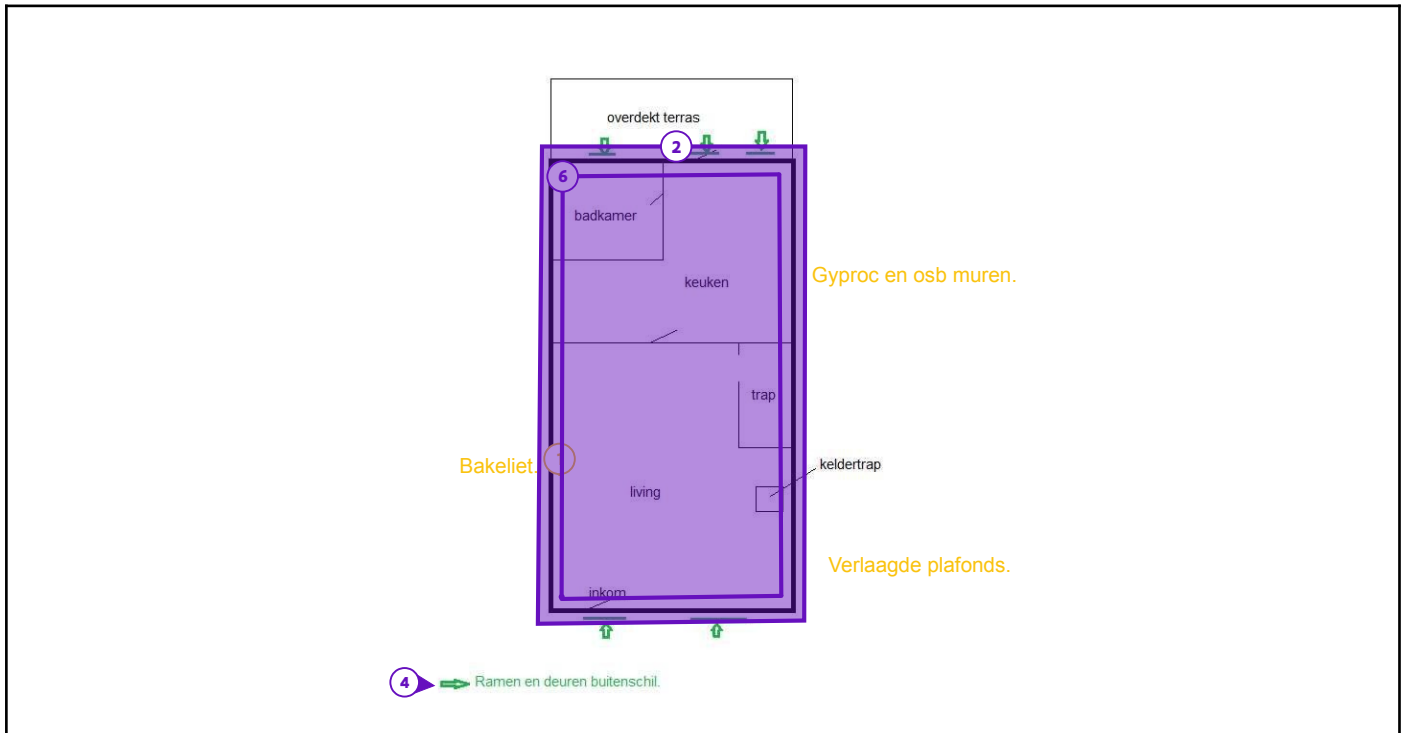 overdekt terras
2
6
badkamer
keuken
Gyproc en osb muren.
trap
Bakeliet.
keldertrap
living
Verlaagde plafonds.
inkom
4
Ramen en deuren buitenschil.